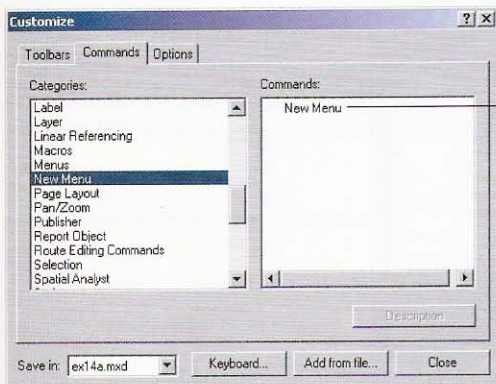 Customize
Toolbars
Commands
Options
Categories:
Label
Layer
Linear Referencing
Macros
Menus
New Menu
Page Layout
Pan/Zoom
Publisher
Report Object
Route Editing Commands
Selection
Spatial Analyst
Commands:
New Menu
Description
Save in:
ex14a.mxd
Keyboard...
Add from file...
Close